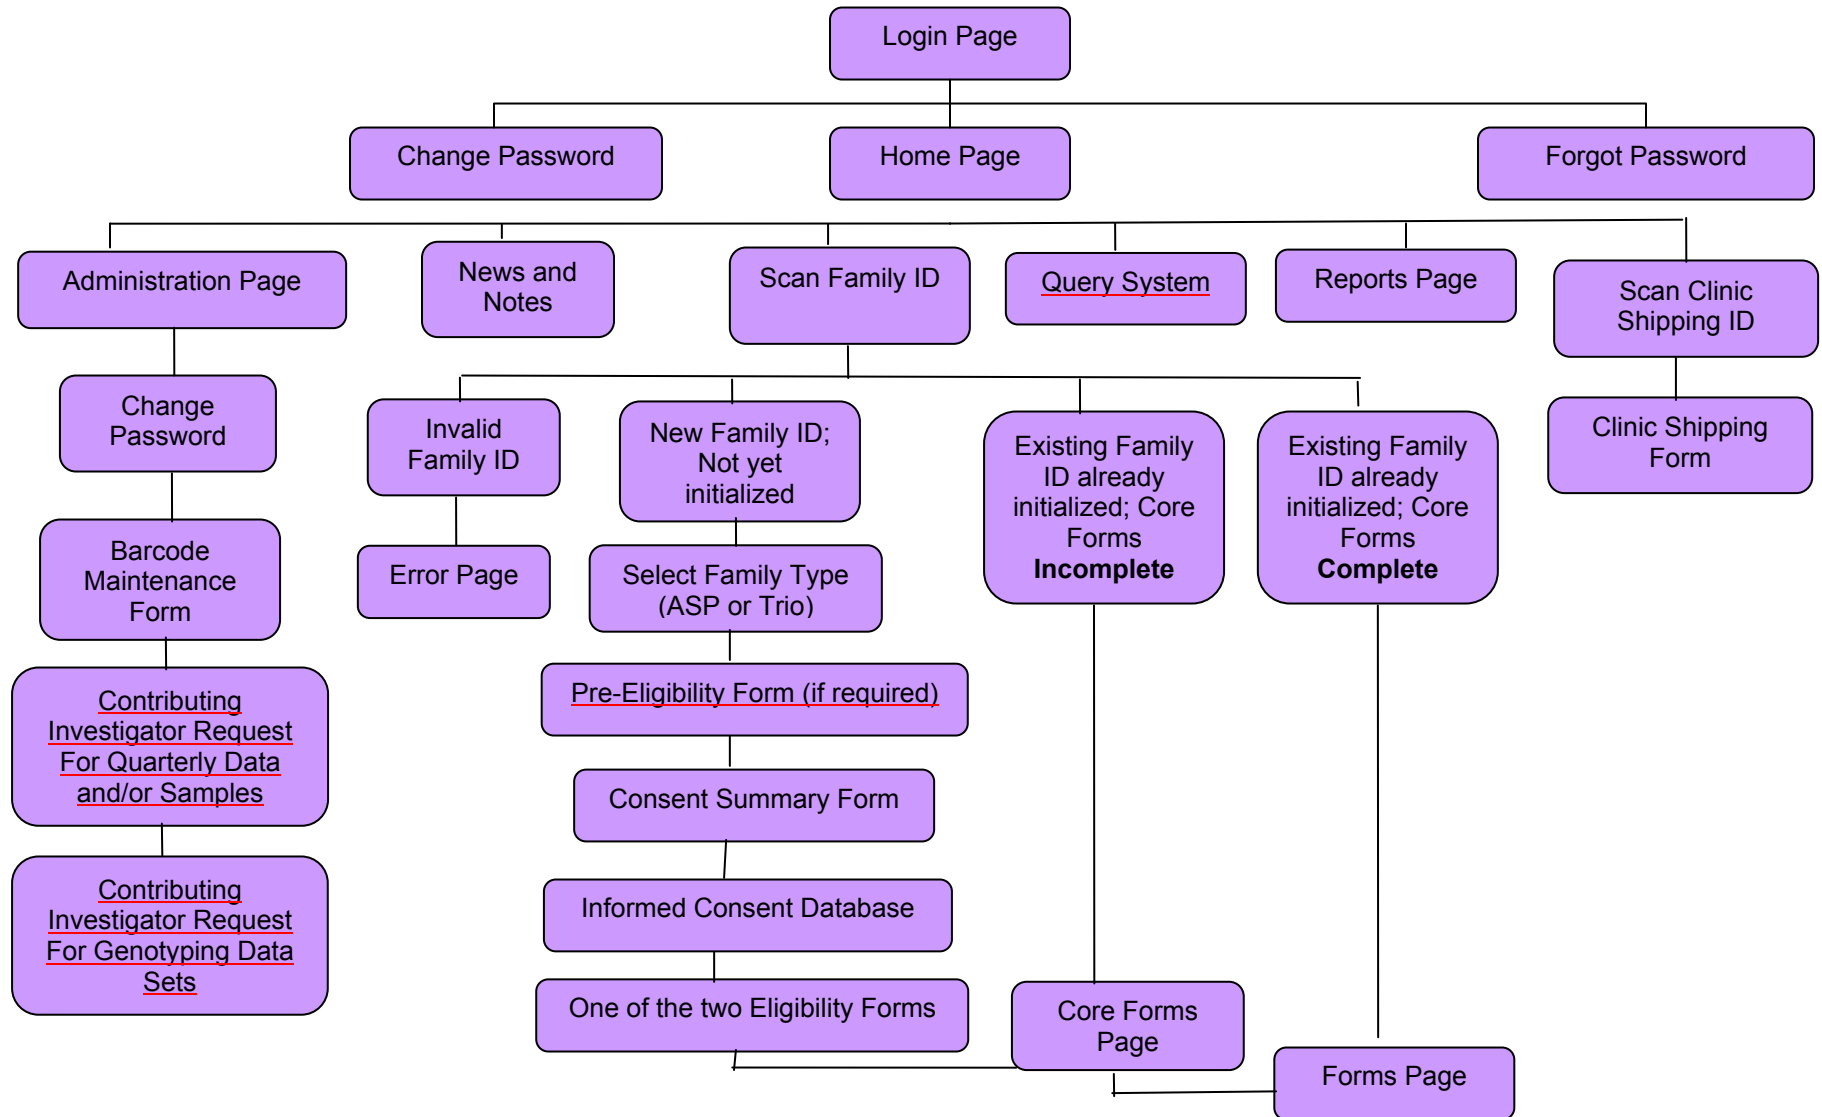 Login Page
Change Password
Home Page
Forgot Password
Administration Page
News and
Notes
Scan Family ID
Query System
Reports Page
Scan Clinic
Shipping ID
Change
Password
Invalid
Family ID
New Family ID;
Not yet
initialized
Existing Family
ID already
initialized; Core
Forms
Incomplete
Existing Family
ID already
initialized; Core
Forms
Complete
Clinic Shipping
Form
Barcode
Maintenance
Form
Error Page
Select Family Type
(ASP or Trio)
Contributing
Investigator Request
For Quarterly Data
and/or Samples
Pre-Eligibility Form (if required)
Consent Summary Form
Contributing
Investigator Request
For Genotyping Data
Sets
Informed Consent Database
One of the two Eligibility Forms
Core Forms
Page
Forms Page